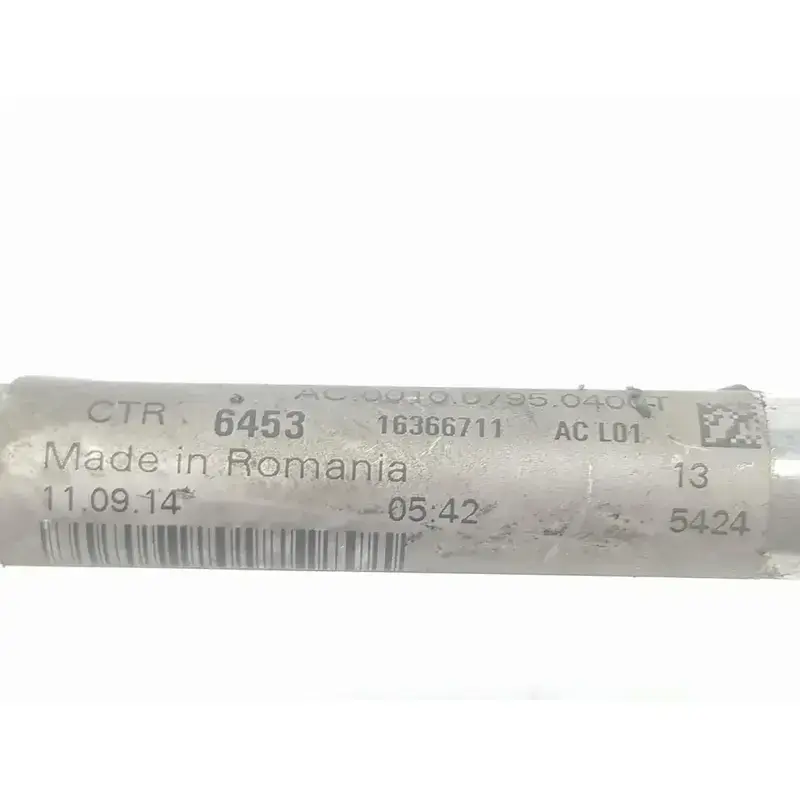 CTR 6453 16366711 AC L01
Made in Romania 13
11.09.14 05:42 5424